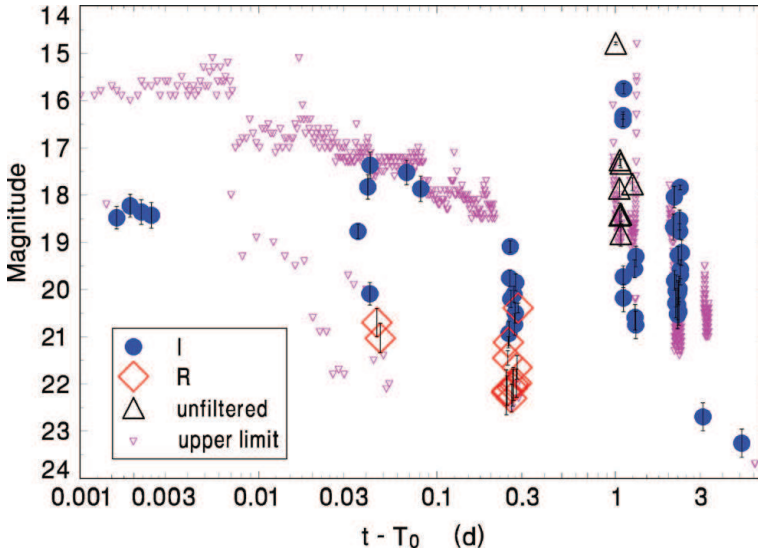 14
15
16
17
18
19
20
21
22
23
24
Magnitude
I
R
unfiltered
upper limit
0.001 0.003 0.01 0.03 0.1 0.3 1 3
t - T₀ (d)